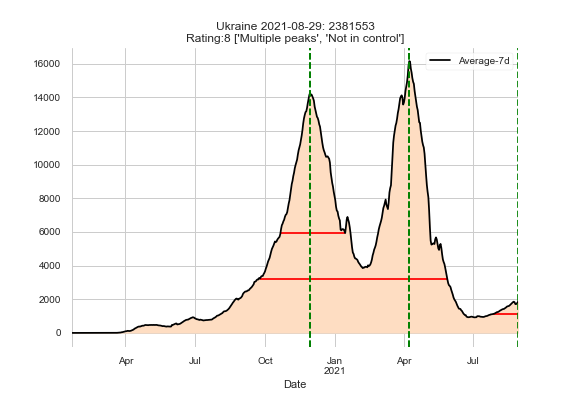 Ukraine 2021-08-29: 2381553
Rating:8 ['Multiple peaks', 'Not in control']
Average-7d
16000
14000
12000
10000
8000
6000
4000
2000
0
Apr
Jul
Oct
Jan
2021
Apr
Jul
Date